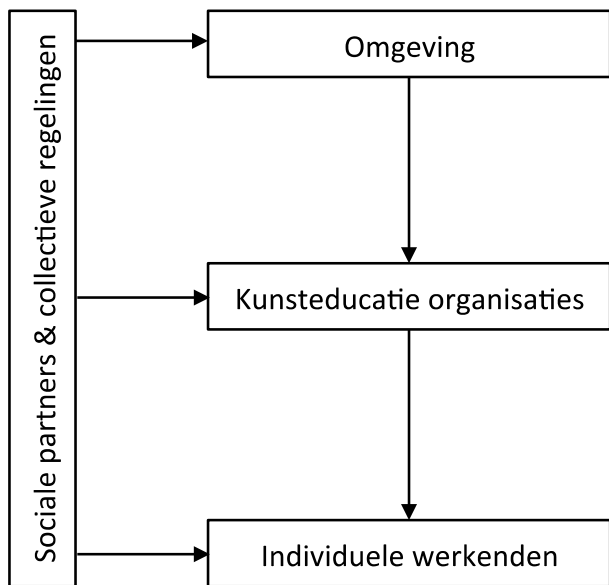 Sociale partners & collectieve regelingen
Omgeving
Kunsteducatie organisaties
Individuele werkenden